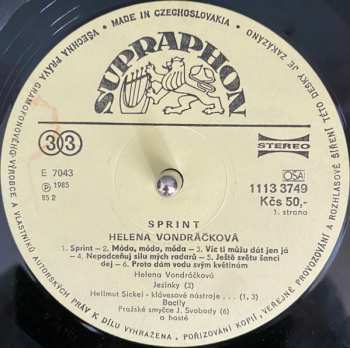 VŠECHNA PRÁVA GRAMOFONOVÉHO VÝROBCE A VLASTNÍKŮ AUTORSKÝCH PRÁV K DÍLU VYHRAŽENA • POŘIZOVÁNÍ KOPIÍ, VEŘEJNÉ PROVOZOVÁNÍ A ROZHLASOVÉ ŠÍŘENÍ TÉTO DESKY JE ZAKÁZÁNO
• MADE IN CZECHOSLOVAKIA •
SUPRAPHON
33
STEREO
E 7043
Ⓟ 1985
85 2
OSA
1113 3749
Kčs 50,-
1. strana
SPRINT
HELENA VONDRÁČKOVÁ
1. Sprint – 2. Móda, móda, móda – 3. Víc ti můžu dát jen já
– 4. Nepodceňuj sílu mých radarů – 5. Ještě světu šanci
dej – 6. Proto dám vodu svým květinám
Helena Vondráčková
Jezinky (3)
Hellmut Sickel - klávesové nástroje . . . (1, 3)
Bacily
Pražské smyčce J. Svobody (6)
a hosté